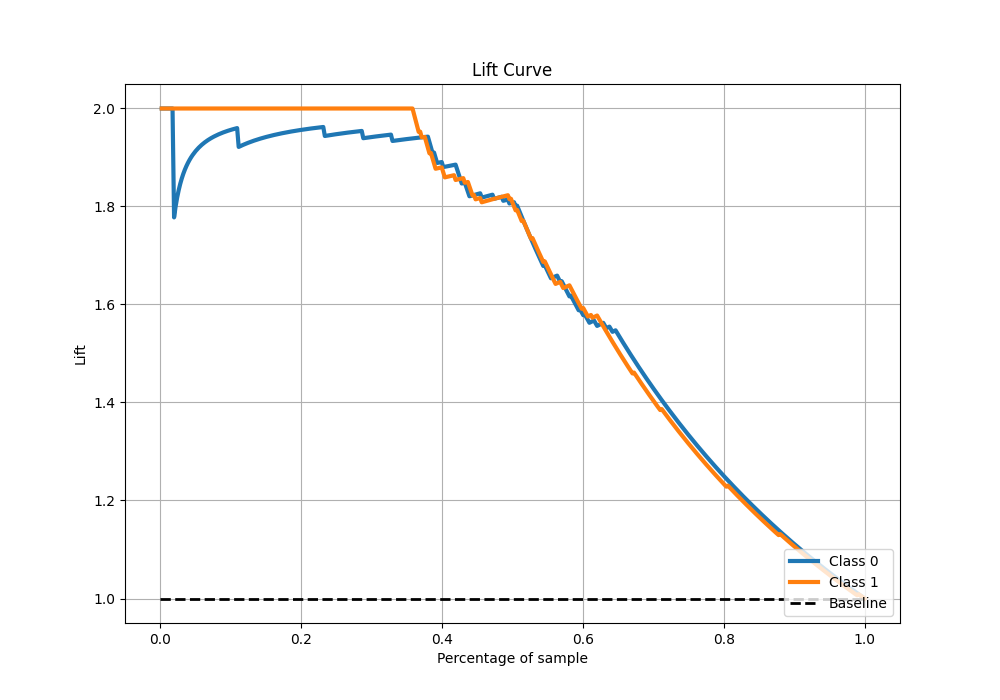 Lift Curve
Lift
2.0
1.8
1.6
1.4
1.2
1.0
0.0 0.2 0.4 0.6 0.8 1.0
Percentage of sample
Class 0
Class 1
Baseline